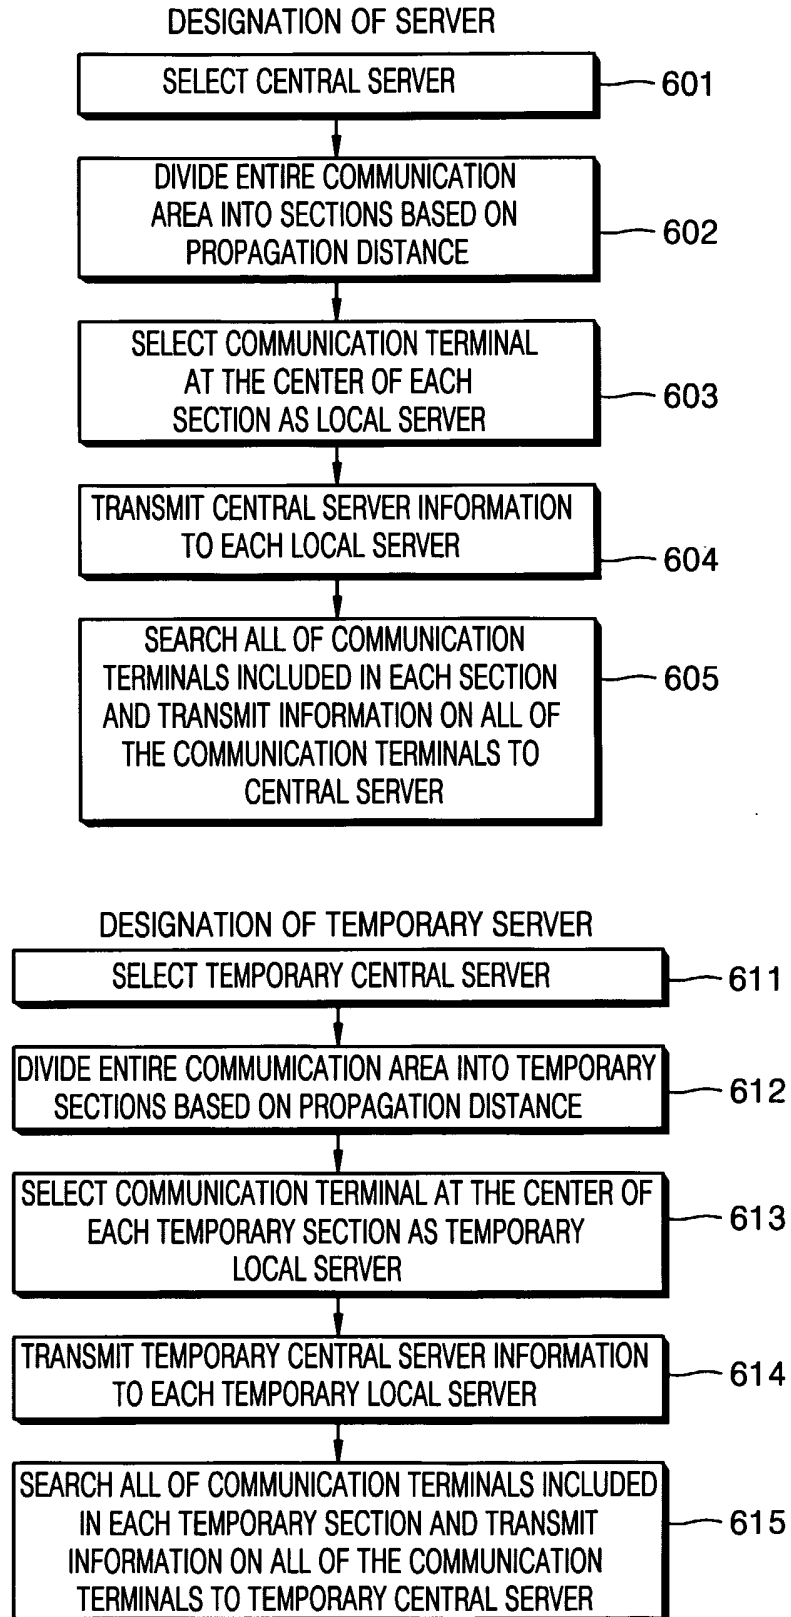 DESIGNATION OF SERVER
SELECT CENTRAL SERVER
601
DIVIDE ENTIRE COMMUNICATION
AREA INTO SECTIONS BASED ON
PROPAGATION DISTANCE
602
SELECT COMMUNICATION TERMINAL
AT THE CENTER OF EACH
SECTION AS LOCAL SERVER
603
TRANSMIT CENTRAL SERVER INFORMATION
TO EACH LOCAL SERVER
604
SEARCH ALL OF COMMUNICATION
TERMINALS INCLUDED IN EACH SECTION
AND TRANSMIT INFORMATION ON ALL OF
THE COMMUNICATION TERMINALS TO
CENTRAL SERVER
605
DESIGNATION OF TEMPORARY SERVER
SELECT TEMPORARY CENTRAL SERVER
611
DIVIDE ENTIRE COMMUMICATION AREA INTO TEMPORARY
SECTIONS BASED ON PROPAGATION DISTANCE
612
SELECT COMMUNICATION TERMINAL AT THE CENTER OF
EACH TEMPORARY SECTION AS TEMPORARY
LOCAL SERVER
613
TRANSMIT TEMPORARY CENTRAL SERVER INFORMATION
TO EACH TEMPORARY LOCAL SERVER
614
SEARCH ALL OF COMMUNICATION TERMINALS INCLUDED
IN EACH TEMPORARY SECTION AND TRANSMIT
INFORMATION ON ALL OF THE COMMUNICATION
TERMINALS TO TEMPORARY CENTRAL SERVER
615